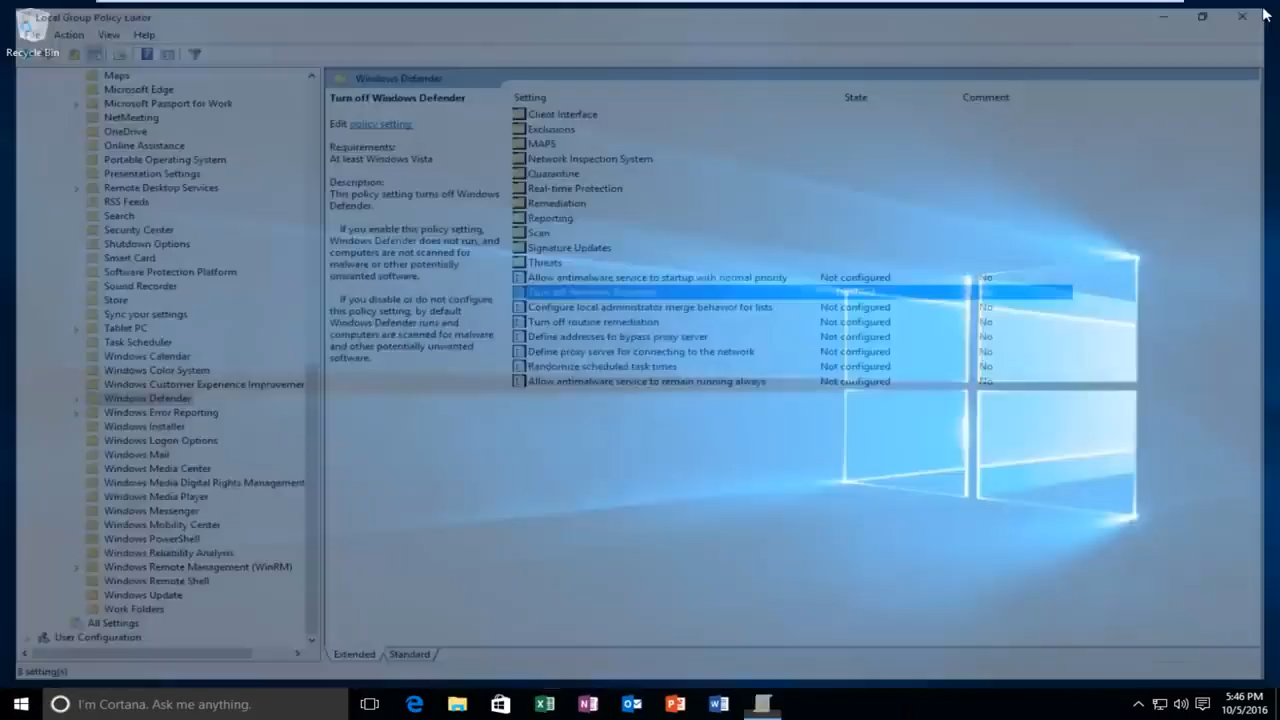 Local Group Policy Editor
Action View Help
Recycle Bin
Maps
Microsoft Edge
Microsoft Passport for Work
NetMeeting
OneDrive
Online Assistance
Portable Operating System
Presentation Settings
Remote Desktop Services
RSS Feeds
Search
Security Center
Shutdown Options
Smart Card
Software Protection Platform
Sound Recorder
Store
Sync your settings
Tablet PC
Task Scheduler
Windows Calendar
Windows Color System
Windows Customer Experience Improvemen
Windows Defender
Windows Error Reporting
Windows Installer
Windows Logon Options
Windows Mail
Windows Media Center
Windows Media Digital Rights Management
Windows Media Player
Windows Messenger
Windows Mobility Center
Windows PowerShell
Windows Reliability Analysis
Windows Remote Management (WinRM)
Windows Remote Shell
Windows Update
Work Folders
All Settings
User Configuration
Windows Defender
Turn off Windows Defender
Edit policy setting
Requirements:
At least Windows Vista
Description:
This policy setting turns off Windows
Defender.
If you enable this policy setting,
Windows Defender does not run, and
computers are not scanned for
malware or other potentially
unwanted software.
If you disable or do not configure
this policy setting, by default
Windows Defender runs and
computers are scanned for malware
and other potentially unwanted
software.
Setting State Comment
Client Interface
Exclusions
MAPS
Network Inspection System
Quarantine
Real-time Protection
Remediation
Reporting
Scan
Signature Updates
Threats
Allow antimalware service to startup with normal priority Not configured No
Turn off Windows Defender
Configure local administrator merge behavior for lists Not configured No
Turn off routine remediation Not configured No
Define addresses to bypass proxy server Not configured No
Define proxy server for connecting to the network Not configured No
Randomize scheduled task times Not configured No
Allow antimalware service to remain running always Not configured No
Extended Standard
8 setting(s)
I'm Cortana. Ask me anything.
5:46 PM
10/5/2016